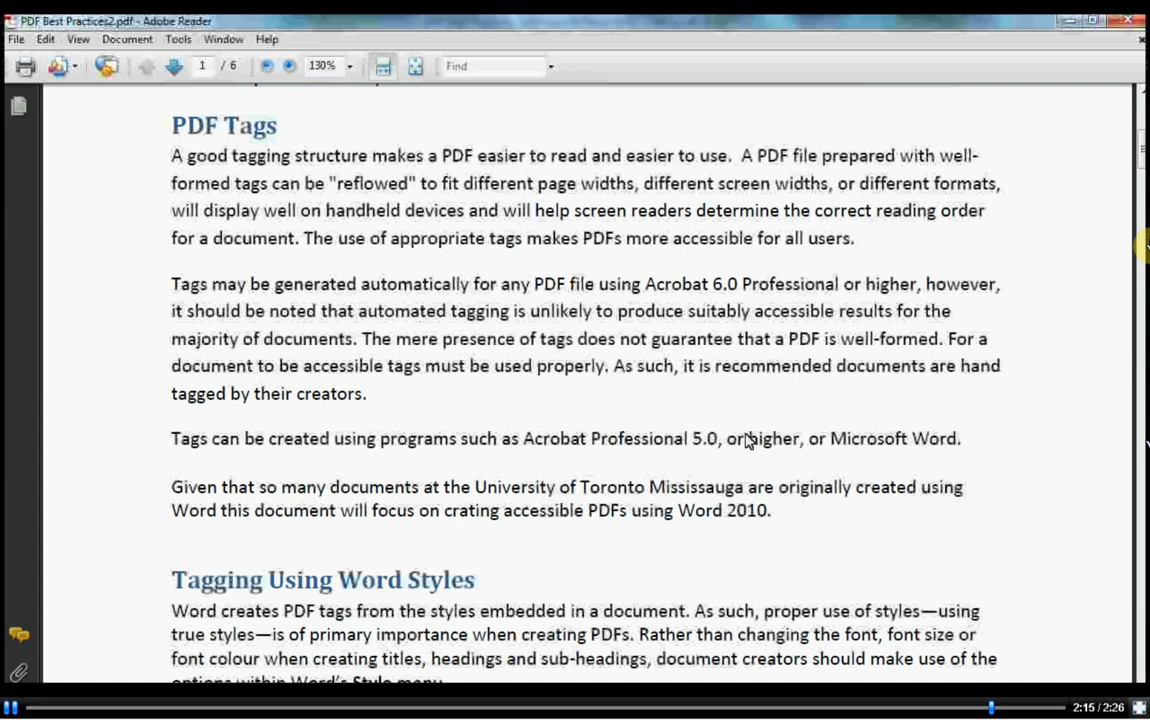 PDF Best Practices2.pdf - Adobe Reader
File Edit View Document Tools Window Help
1 / 6 130% Find
PDF Tags
A good tagging structure makes a PDF easier to read and easier to use. A PDF file prepared with well-
formed tags can be "reflowed" to fit different page widths, different screen widths, or different formats,
will display well on handheld devices and will help screen readers determine the correct reading order
for a document. The use of appropriate tags makes PDFs more accessible for all users.
Tags may be generated automatically for any PDF file using Acrobat 6.0 Professional or higher, however,
it should be noted that automated tagging is unlikely to produce suitably accessible results for the
majority of documents. The mere presence of tags does not guarantee that a PDF is well-formed. For a
document to be accessible tags must be used properly. As such, it is recommended documents are hand
tagged by their creators.
Tags can be created using programs such as Acrobat Professional 5.0, or higher, or Microsoft Word.
Given that so many documents at the University of Toronto Mississauga are originally created using
Word this document will focus on crating accessible PDFs using Word 2010.
Tagging Using Word Styles
Word creates PDF tags from the styles embedded in a document. As such, proper use of styles—using
true styles—is of primary importance when creating PDFs. Rather than changing the font, font size or
font colour when creating titles, headings and sub-headings, document creators should make use of the
options within Word's Style menu
2:15 / 2:26